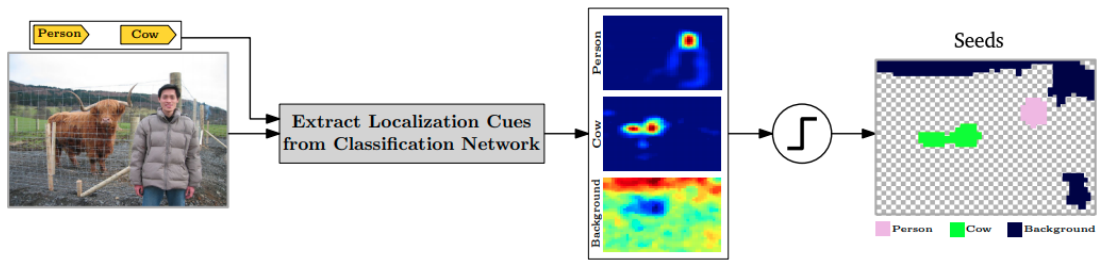 Person
Cow
Extract Localization Cues
from Classification Network
Person
Cow
Background
Seeds
Person
Cow
Background